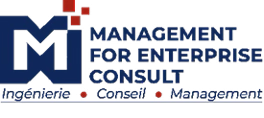 M
MANAGEMENT
FOR ENTERPRISE
CONSULT
Ingénierie • Conseil • Management